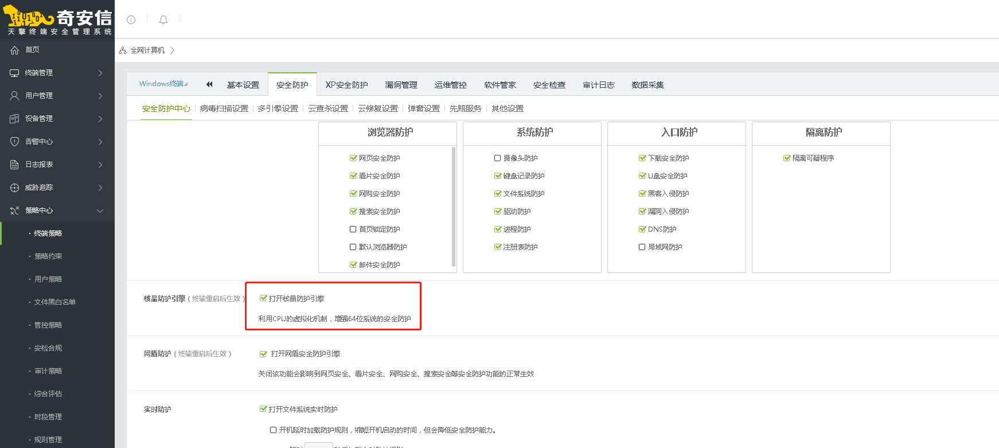 奇安信
天擎终端安全管理系统
首页
终端管理
用户管理
设备管理
告警中心
日志报表
威胁追踪
策略中心
· 终端策略
· 策略约束
· 用户策略
· 文件黑白名单
· 管控策略
· 安检合规
· 审计策略
· 综合评估
· 时段管理
· 规则管理
全网计算机
Windows终端 基本设置 安全防护 XP安全防护 漏洞管理 运维管控 软件管家 安全检查 审计日志 数据采集
安全防护中心 病毒扫描设置 多引擎设置 云查杀设置 云修复设置 弹窗设置 先赔服务 其他设置
浏览器防护
网页安全防护
看片安全防护
网购安全防护
搜索安全防护
首页锁定防护
默认浏览器防护
邮件安全防护
系统防护
摄像头防护
键盘记录防护
文件系统防护
驱动防护
进程防护
注册表防护
入口防护
下载安全防护
U盘安全防护
黑客入侵防护
漏洞入侵防护
DNS防护
局域网防护
隔离防护
隔离可疑程序
核晶防护引擎（终端重启后生效） 打开核晶防护引擎
利用CPU的虚拟化机制，增强64位系统的安全防护
网盾防护（终端重启后生效） 打开网盾安全防护引擎
关闭该功能会影响到网页安全、看片安全、网购安全、搜索安全等安全防护功能的正常生效
实时防护 打开文件系统实时防护
开机延时加载防护规则，缩短开机启动的时间，但会降低安全防护能力。